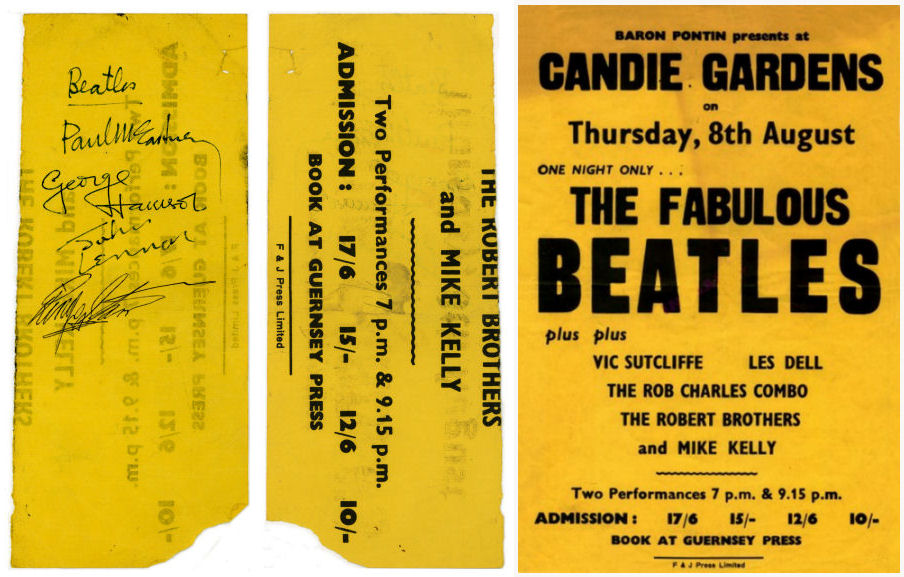 Beatles
Paul McCartney
George
Harrison
John
Lennon
Ringo Starr
THE ROBERT BROTHERS
and MIKE KELLY
Two Performances 7 p.m. & 9.15 p.m.
ADMISSION : 17/6 15/- 12/6 10/-
BOOK AT GUERNSEY PRESS
F & J Press Limited
BARON PONTIN presents at
CANDIE GARDENS
on
Thursday, 8th August
ONE NIGHT ONLY . . .
THE FABULOUS
BEATLES
plus plus
VIC SUTCLIFFE LES DELL
THE ROB CHARLES COMBO
THE ROBERT BROTHERS
and MIKE KELLY
Two Performances 7 p.m. & 9.15 p.m.
ADMISSION : 17/6 15/- 12/6 10/-
BOOK AT GUERNSEY PRESS
F & J Press Limited